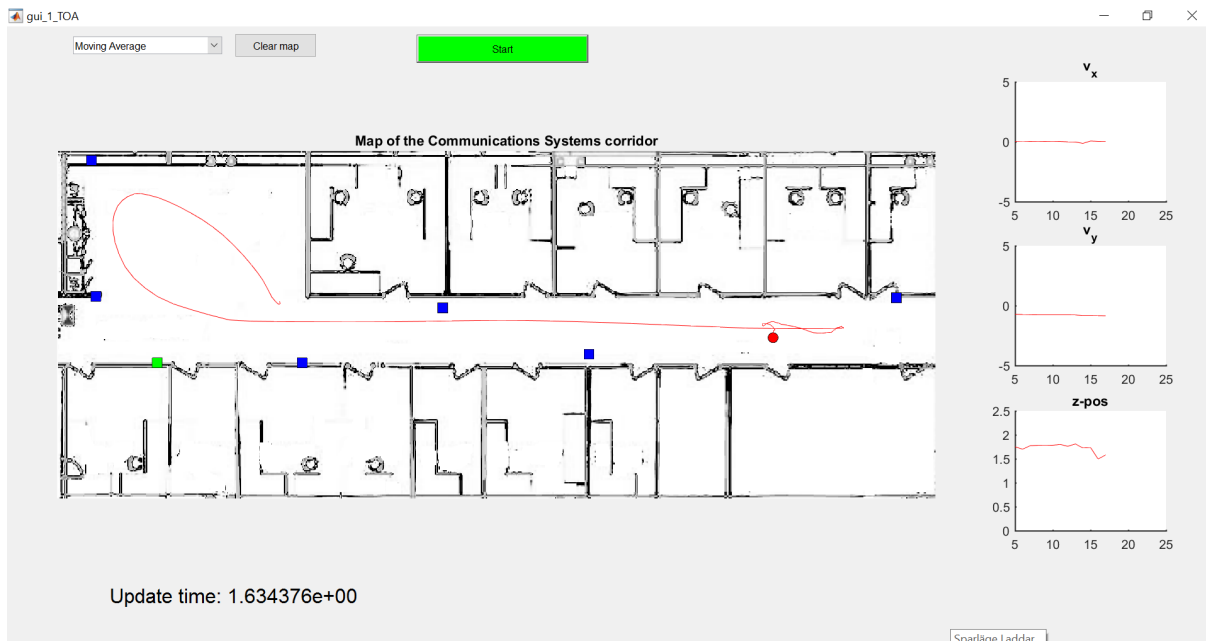 gui_1_TOA
Moving Average
Clear map
Start
Map of the Communications Systems corridor
v_x
5
0
-5
5 10 15 20 25
v_y
5
0
-5
5 10 15 20 25
z-pos
2.5
2
1.5
1
0.5
0
5 10 15 20 25
Update time: 1.634376e+00
Sparläge Laddar